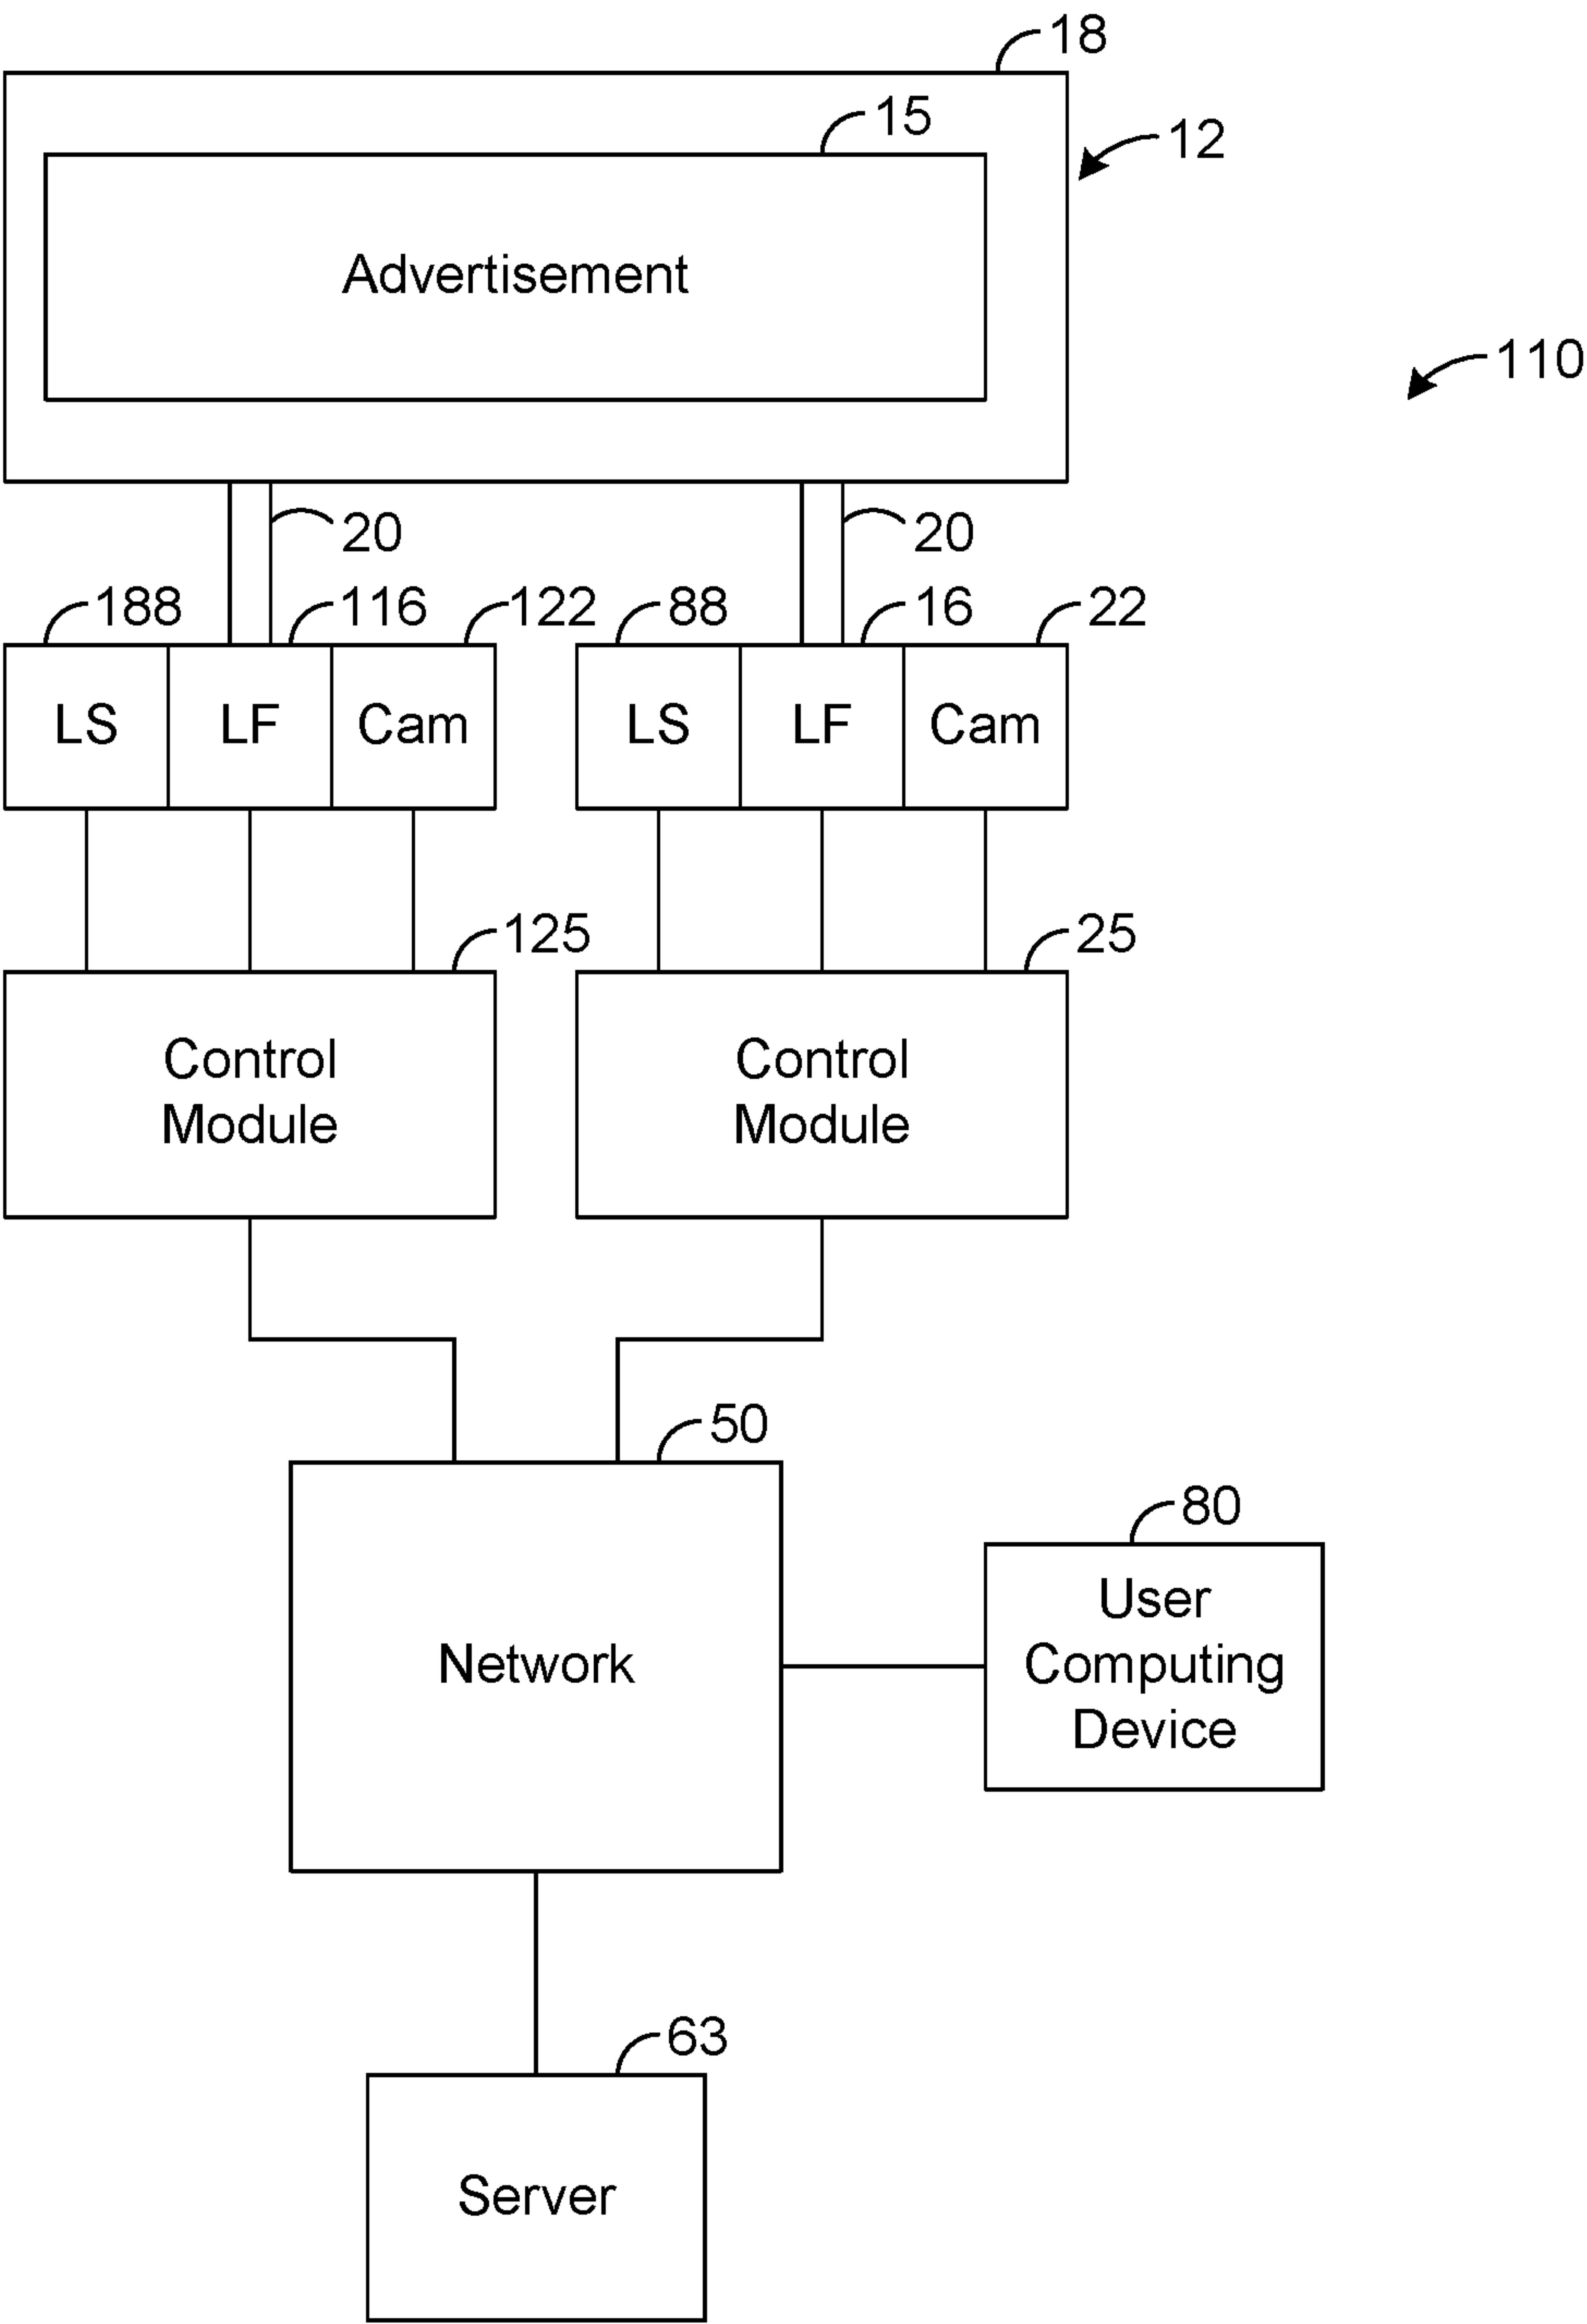 18
15
12
Advertisement
110
20 20
188 116 122 88 16 22
LS LF Cam LS LF Cam
125 25
Control Control
Module Module
50
80
User
Network Computing
Device
63
Server